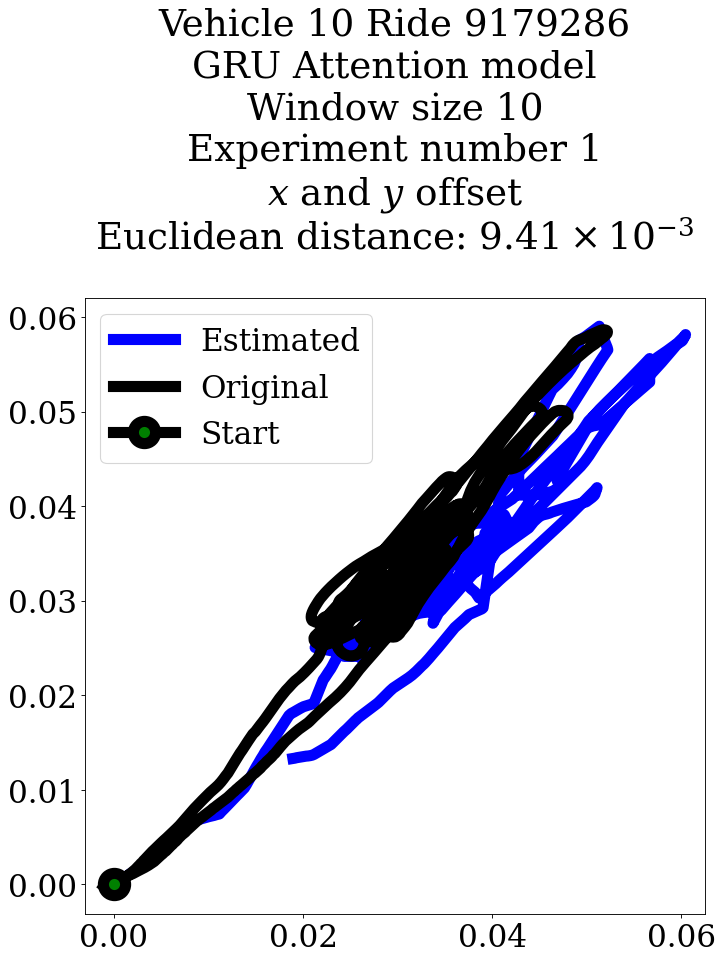 Vehicle 10 Ride 9179286
GRU Attention model
Window size 10
Experiment number 1
x and y offset
Euclidean distance: 9.41 × 10⁻³
Estimated
Original
Start
0.06
0.05
0.04
0.03
0.02
0.01
0.00
0.00 0.02 0.04 0.06